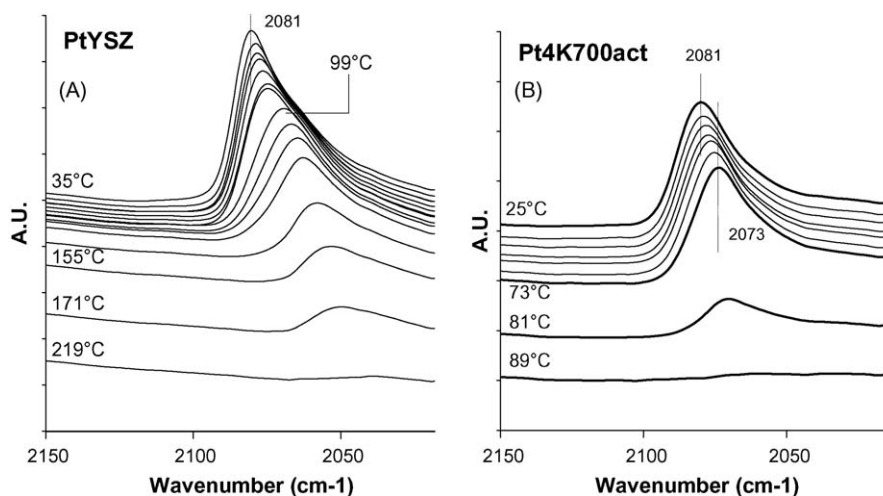 PtYSZ
2081
(A)
99°C
35°C
155°C
171°C
219°C
A.U.
2150
2100
2050
Wavenumber (cm-1)
Pt4K700act
2081
(B)
25°C
2073
73°C
81°C
89°C
A.U.
2150
2100
2050
Wavenumber (cm-1)